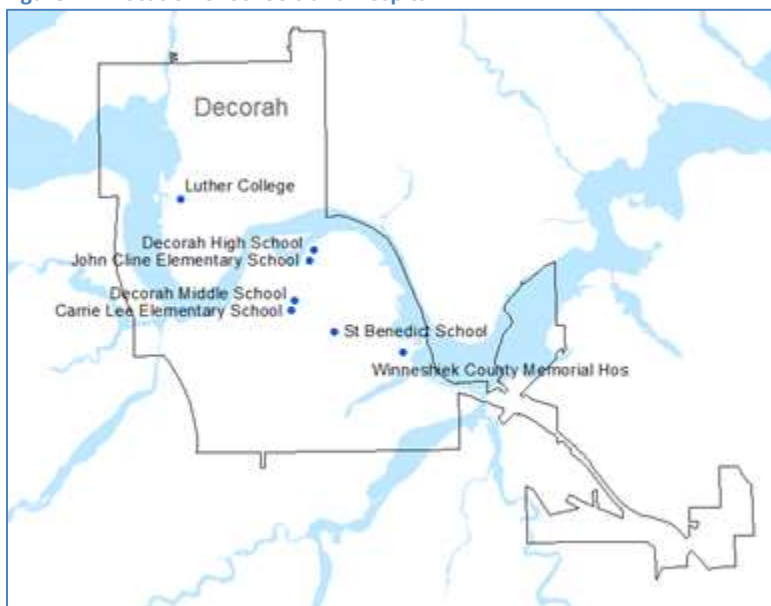 Decorah
Luther College
Decorah High School
John Cline Elementary School
Decorah Middle School
Carrie Lee Elementary School
St Benedict School
Winneshiek County Memorial Hos